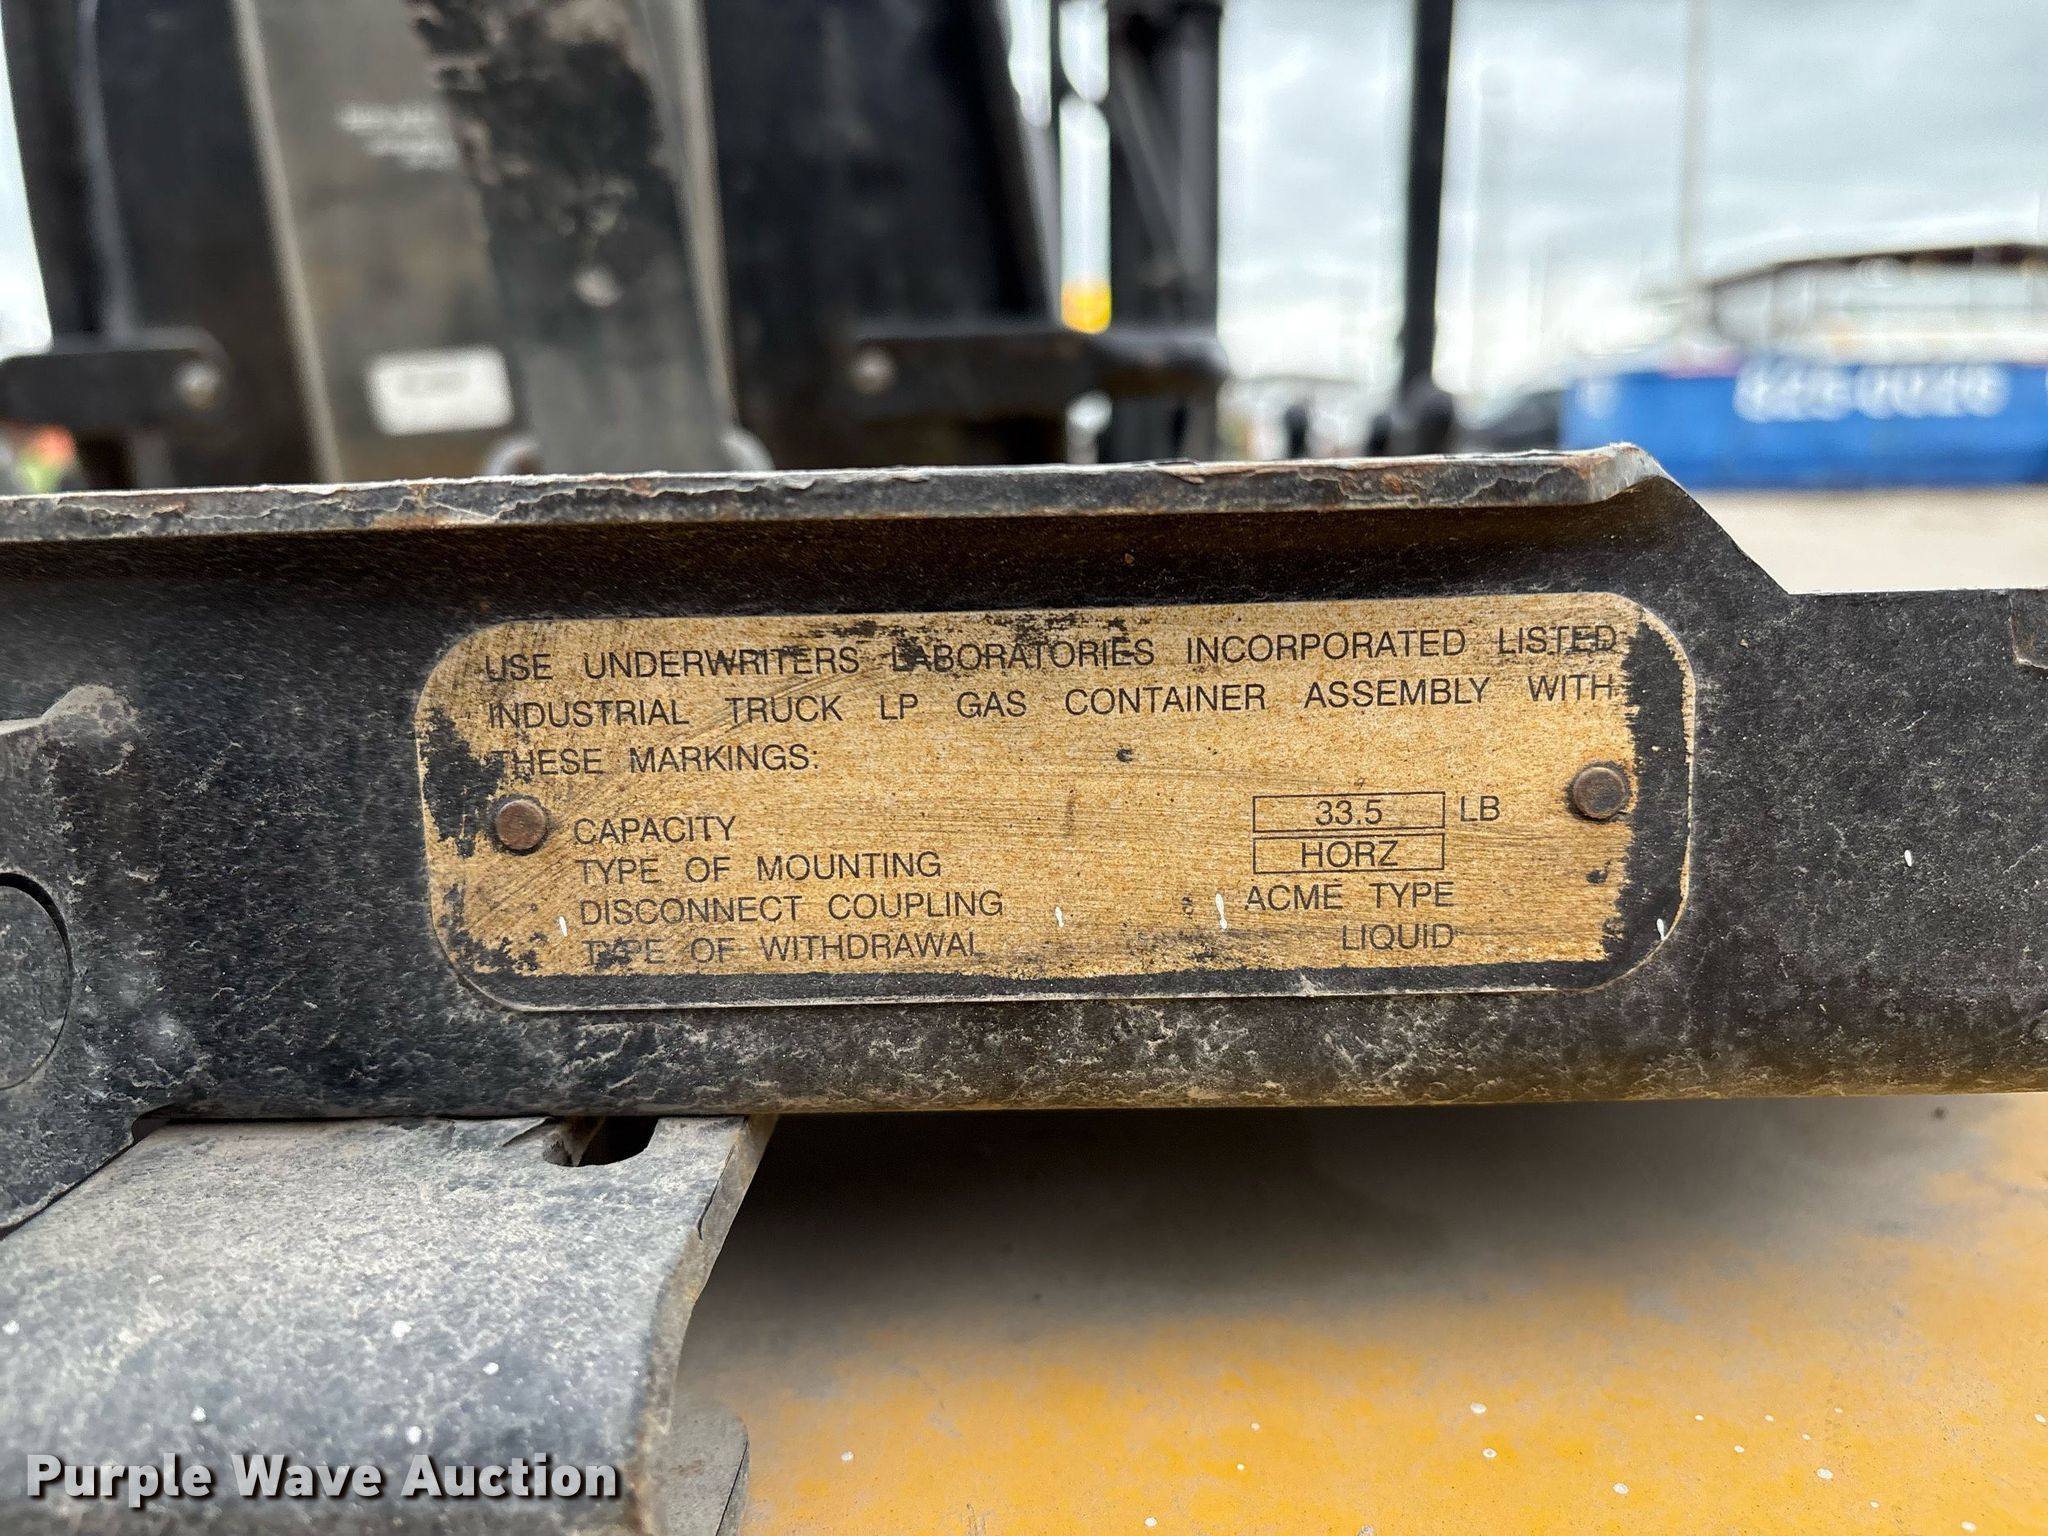 USE UNDERWRITERS LABORATORIES INCORPORATED LISTED
INDUSTRIAL TRUCK LP GAS CONTAINER ASSEMBLY WITH
THESE MARKINGS:
CAPACITY 33.5 LB
TYPE OF MOUNTING HORZ
DISCONNECT COUPLING ACME TYPE
TYPE OF WITHDRAWAL LIQUID
Purple Wave Auction